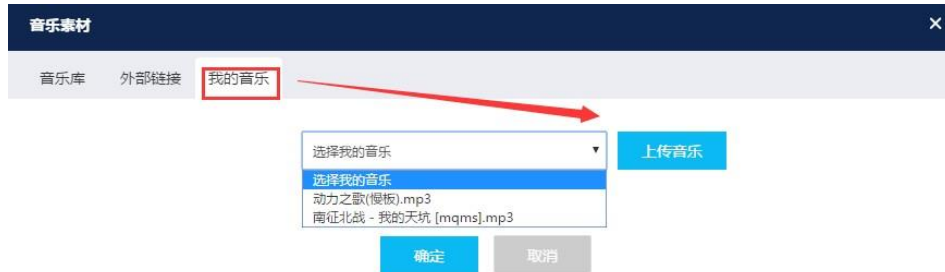 音乐素材 ×
音乐库 外部链接 我的音乐
选择我的音乐 ▼ 上传音乐
选择我的音乐
动力之歌(慢板).mp3
南征北战 - 我的天坑 [mqms].mp3
确定 取消